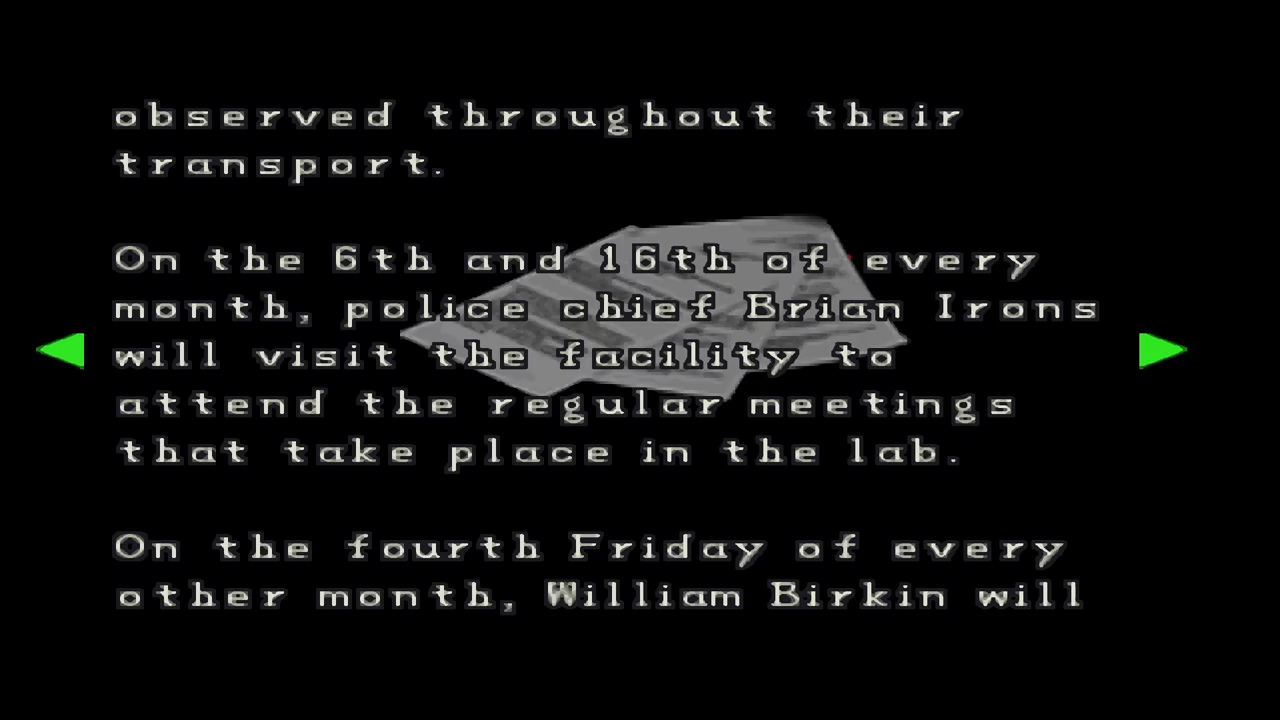 observed throughout their
transport.
On the 6th and 16th of every
month, police chief Brian Irons
will visit the facility to
attend the regular meetings
that take place in the lab.
On the fourth Friday of every
other month, William Birkin will